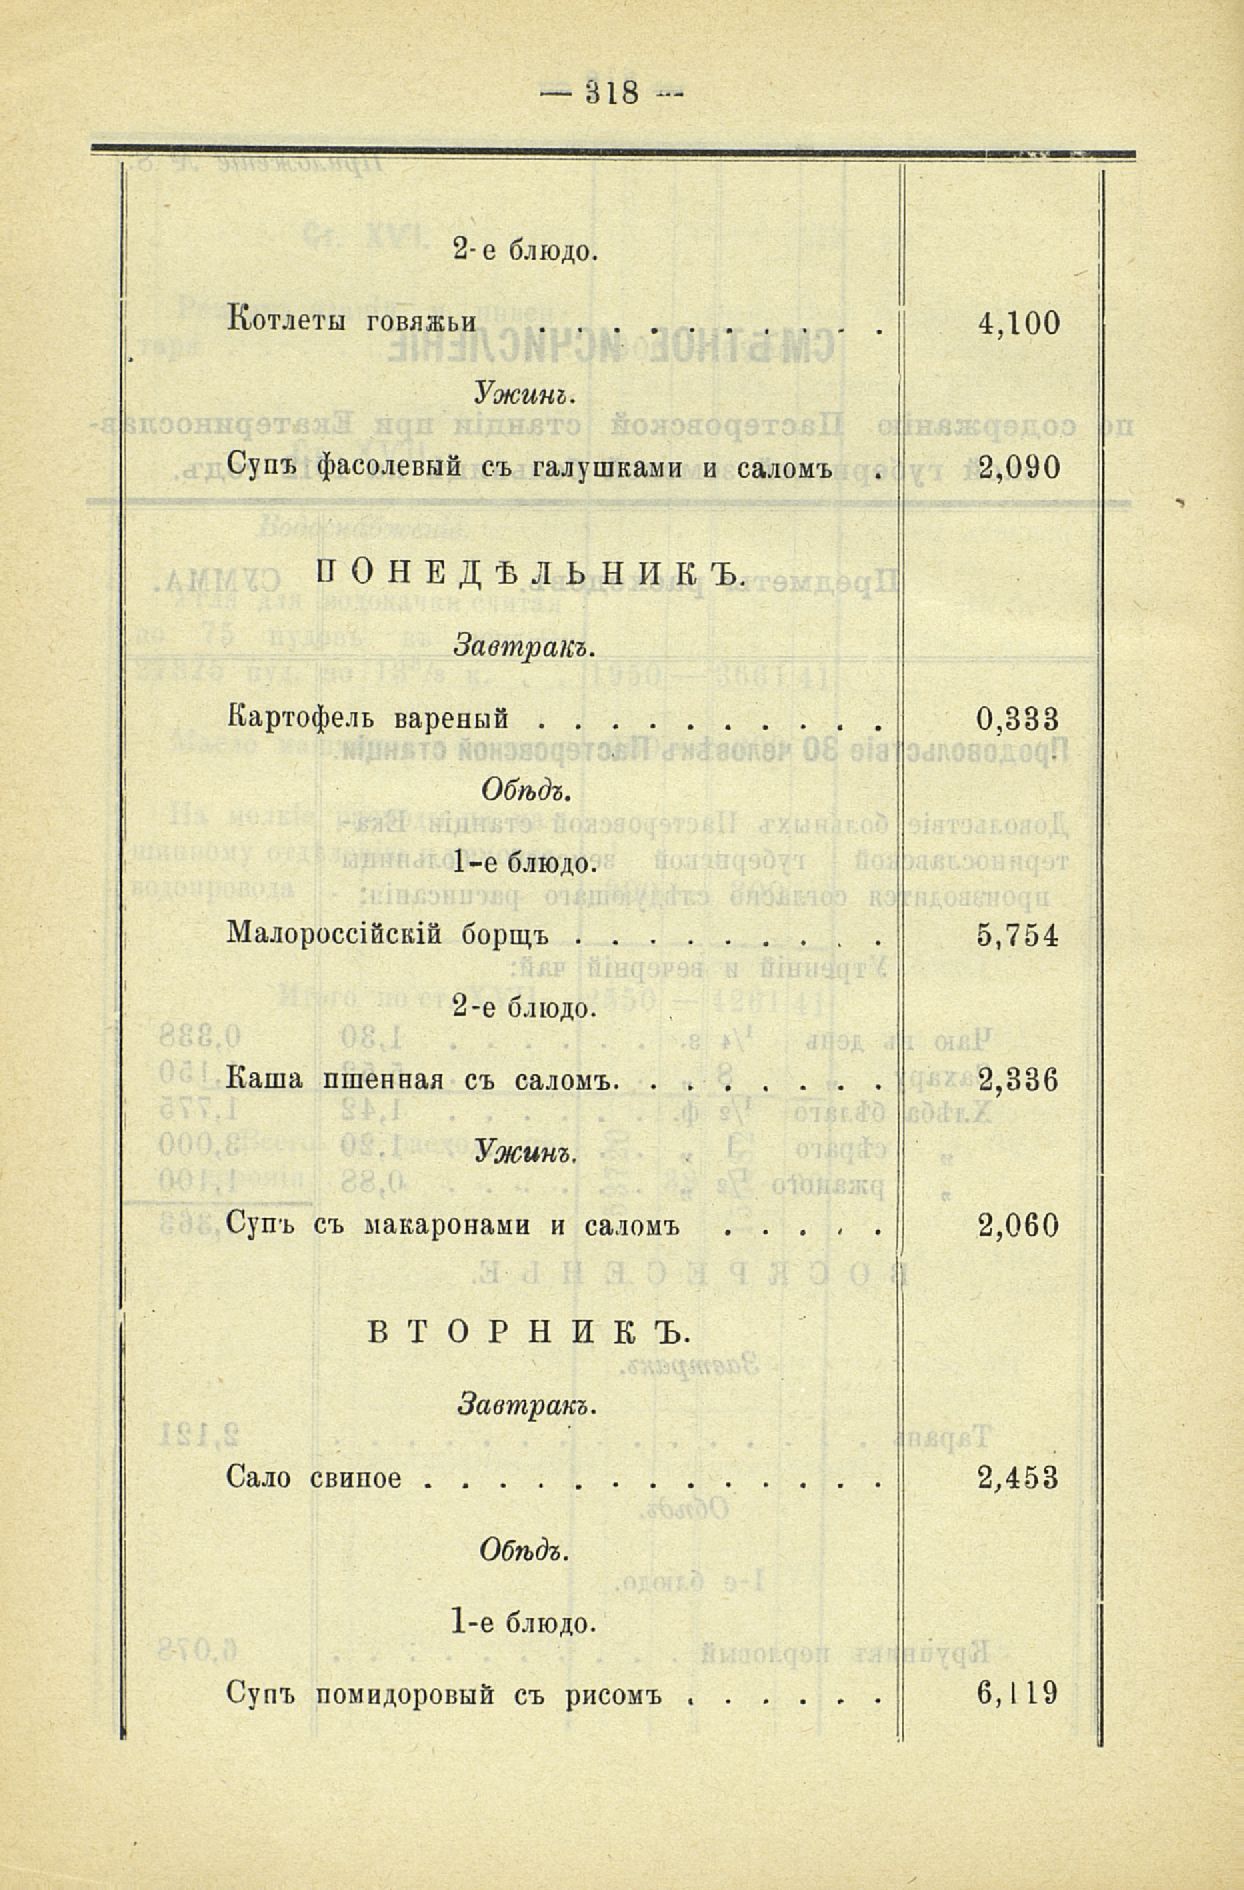 — 318 —
2-е блюдо.
Котлеты говяжьи . . . . . . . . . . 4,100
Ужинъ.
Супъ фасолевый съ галушками и саломъ . 2,090
ПОНЕДѢЛЬНИКЪ.
Завтракъ.
Картофель вареный . . . . . . . . . . 0,333
Обѣдъ.
1-е блюдо.
Малороссійскій борщъ . . . . . . . . . 5,754
2-е блюдо.
Каша пшенная съ саломъ. . . . . . . . 2,336
Ужинъ.
Супъ съ макаронами и саломъ . . . . . 2,060
ВТОРНИКЪ.
Завтракъ.
Сало свиное . . . . . . . . . . . . . 2,453
Обѣдъ.
1-е блюдо.
Супъ помидоровый съ рисомъ . . . . . . 6,119